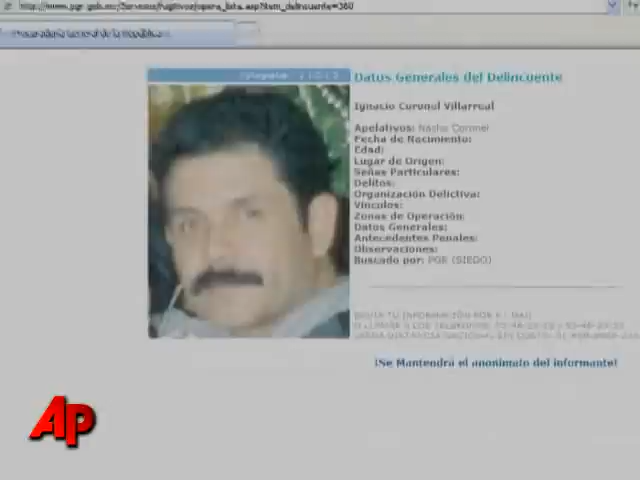 Datos Generales del Delincuente
Ignacio Coronel Villarreal
Apelativos: Nacho Coronel
Fecha de Nacimiento:
Edad:
Lugar de Origen:
Señas Particulares:
Delitos:
Organización Delictiva:
Vínculos:
Zonas de Operación:
Datos Generales:
Antecedentes Penales:
Observaciones:
Buscado por: PGR (SIEDO)
¡Se Mantendrá el anonimato del informante!
AP